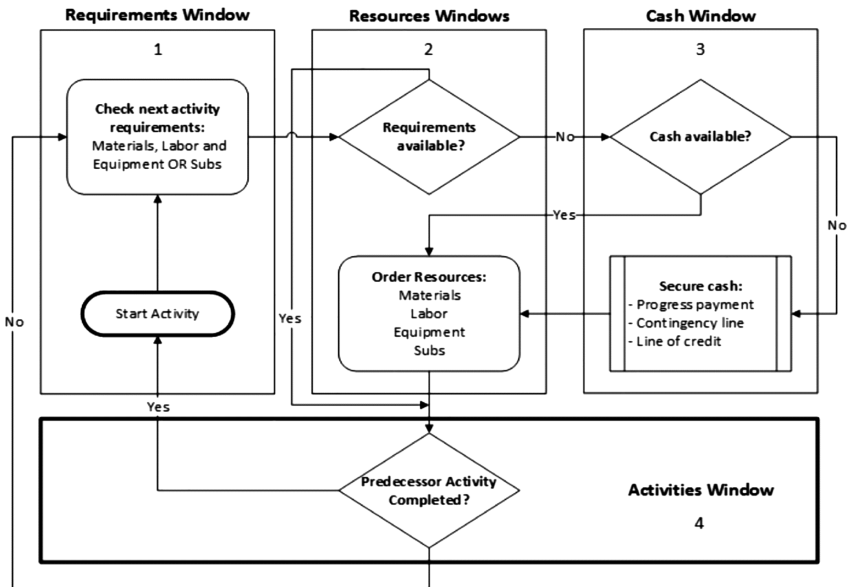 Requirements Window
1
Check next activity
requirements:
Materials, Labor and
Equipment OR Subs
Start Activity
No
Yes
Resources Windows
2
Requirements
available?
No
Yes
Order Resources:
Materials
Labor
Equipment
Subs
Yes
Cash Window
3
Cash available?
No
Secure cash:
- Progress payment
- Contingency line
- Line of credit
Predecessor Activity
Completed?
Activities Window
4